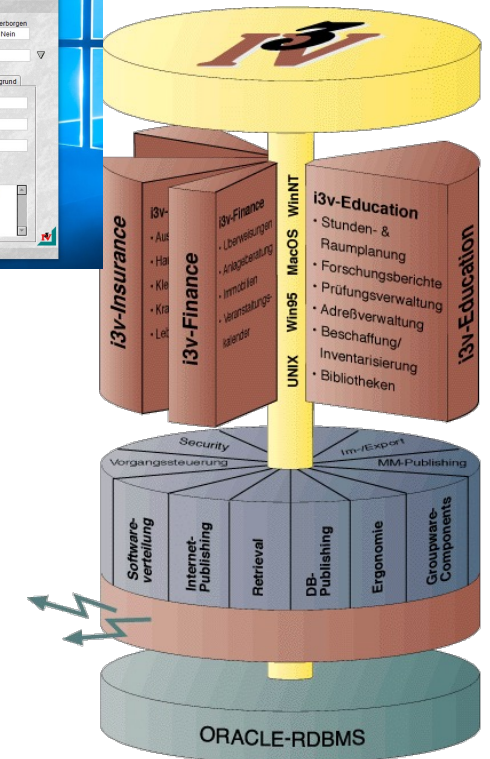 erborgen
Nein
grund
i3v
UNIX Win95 MacOS WinNT
i3v-Insurance
i3v-
i3v-Finance
i3v-Finance
• Überweisungen
• Anlageberatung
• Immobilien
• Veranstaltungs-
kalender
i3v-Education
• Stunden- &
Raumplanung
• Forschungsberichte
• Prüfungsverwaltung
• Adreßverwaltung
• Beschaffung/
Inventarisierung
• Bibliotheken
i3v-Education
Security
Im-/Export
Vorgangssteuerung
MM-Publishing
Software-
verteilung
Internet-
Publishing
Retrieval
DB-
Publishing
Ergonomie
Groupware-
Components
ORACLE-RDBMS